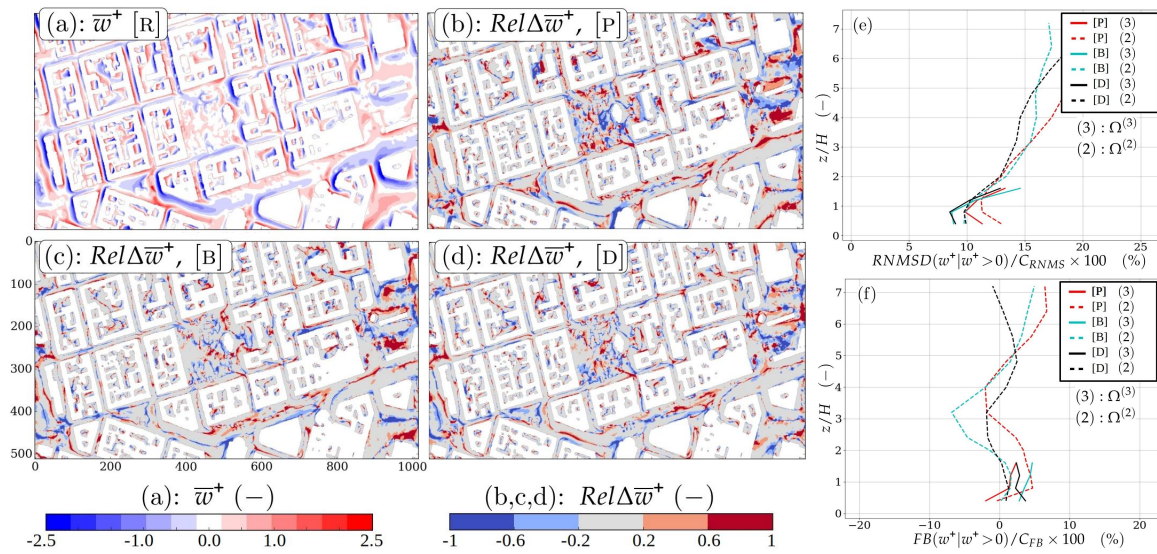 (a): w̅⁺ [R]
(b): RelΔw̅⁺, [P]
(c): RelΔw̅⁺, [B]
(d): RelΔw̅⁺, [D]
0
100
200
300
400
500
0 200 400 600 800 1000
(a): w̅⁺ (−)
-2.5 -1.0 0.0 1.0 2.5
(b,c,d): RelΔw̅⁺ (−)
-1 -0.6 -0.2 0.2 0.6 1
(e)
[P] (3)
[P] (2)
[B] (3)
[B] (2)
[D] (3)
[D] (2)
(3) : Ω⁽³⁾
(2) : Ω⁽²⁾
z/H (−)
7
6
5
4
3
2
1
0
0 5 10 15 20 25
RNMSD(w⁺|w⁺>0)/C_RNMS × 100 (%)
(f)
[P] (3)
[P] (2)
[B] (3)
[B] (2)
[D] (3)
[D] (2)
(3) : Ω⁽³⁾
(2) : Ω⁽²⁾
z/H (−)
7
6
5
4
3
2
1
0
−20 −10 0 10 20
FB(w⁺|w⁺>0)/C_FB × 100 (%)